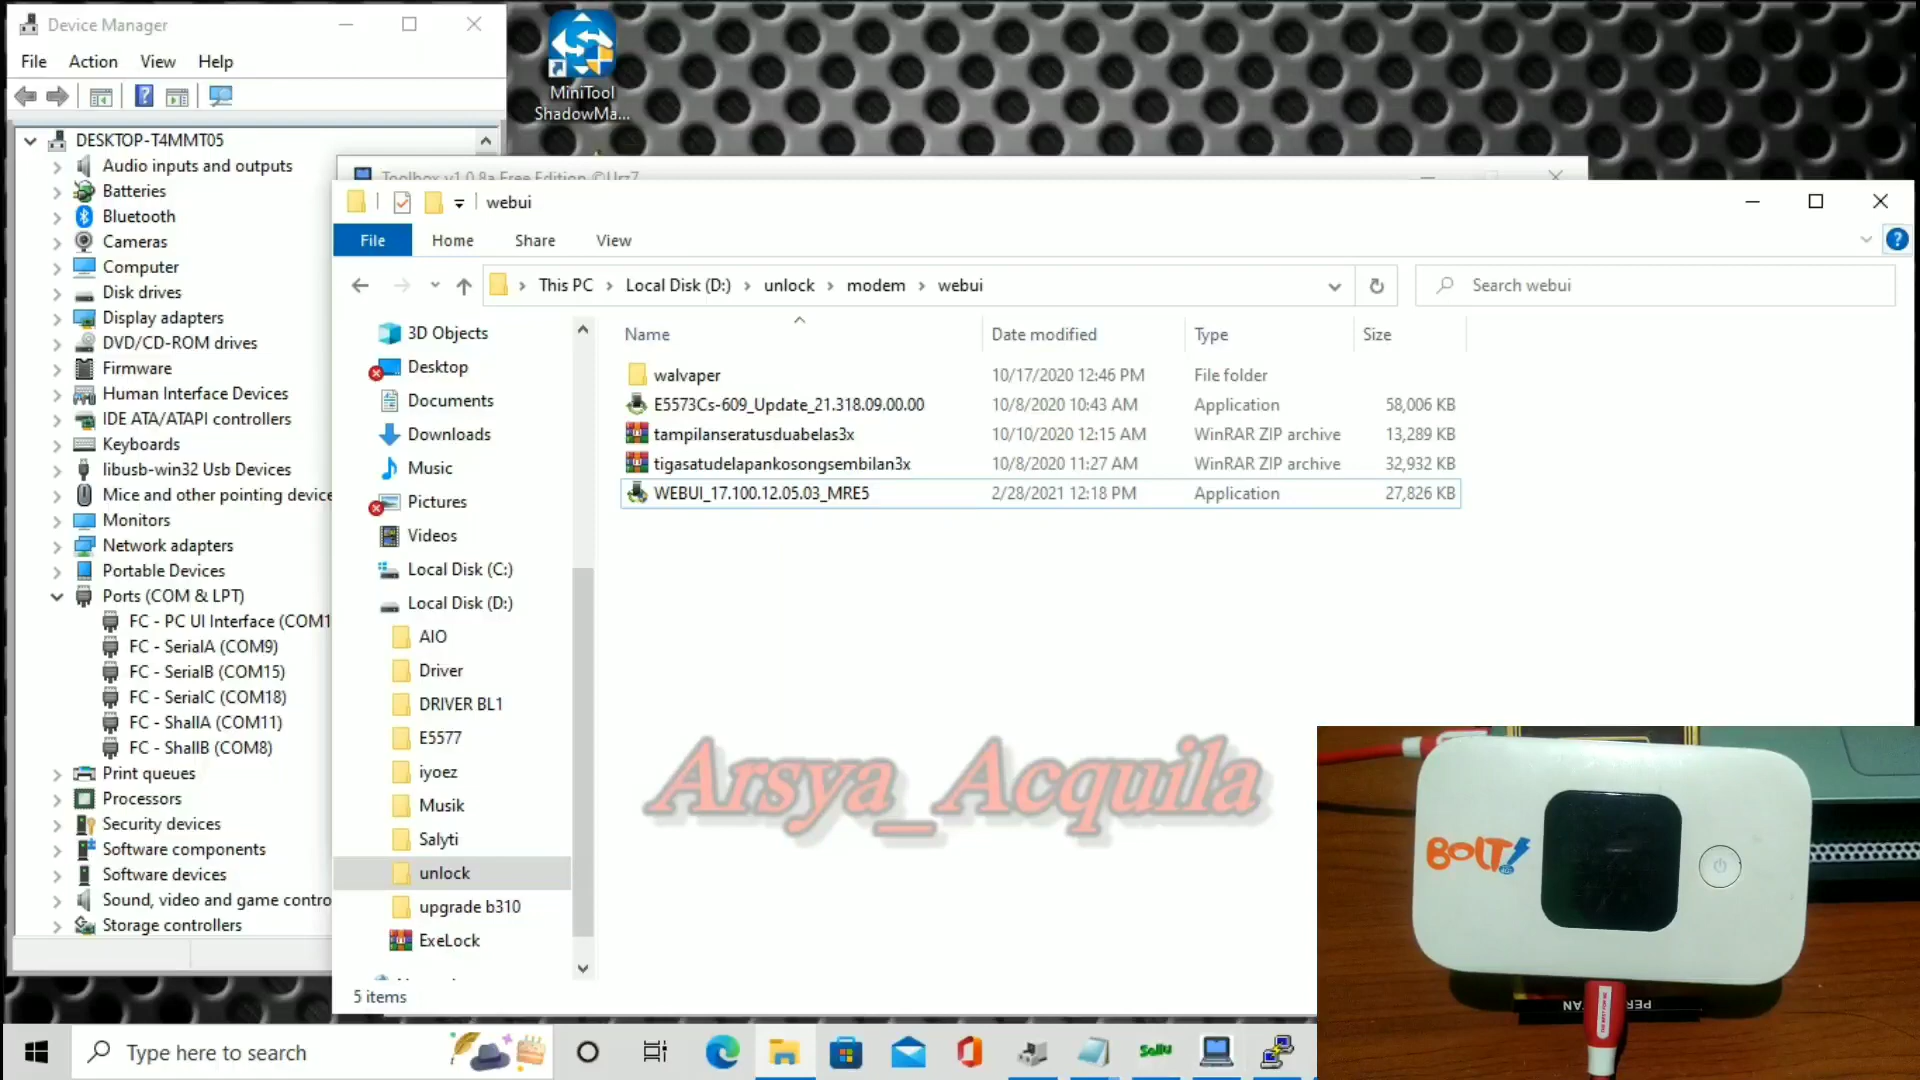 Device Manager
File Action View Help
DESKTOP-T4MMT05
Audio inputs and outputs
Batteries
Bluetooth
Cameras
Computer
Disk drives
Display adapters
DVD/CD-ROM drives
Firmware
Human Interface Devices
IDE ATA/ATAPI controllers
Keyboards
libusb-win32 Usb Devices
Mice and other pointing device
Monitors
Network adapters
Portable Devices
Ports (COM & LPT)
FC - PC UI Interface (COM1
FC - SerialA (COM9)
FC - SerialB (COM15)
FC - SerialC (COM18)
FC - ShallA (COM11)
FC - ShallB (COM8)
Print queues
Processors
Security devices
Software components
Software devices
Sound, video and game contro
Storage controllers
MiniTool
ShadowMa...
Toolbox v1.0.8a Free Edition ©Urz7
webui
File Home Share View
This PC > Local Disk (D:) > unlock > modem > webui
Search webui
3D Objects
Desktop
Documents
Downloads
Music
Pictures
Videos
Local Disk (C:)
Local Disk (D:)
AIO
Driver
DRIVER BL1
E5577
iyoez
Musik
Salyti
unlock
upgrade b310
ExeLock
Name Date modified Type Size
walvaper 10/17/2020 12:46 PM File folder
E5573Cs-609_Update_21.318.09.00.00 10/8/2020 10:43 AM Application 58,006 KB
tampilanseratusduabelas3x 10/10/2020 12:15 AM WinRAR ZIP archive 13,289 KB
tigasatudelapankosongsembilan3x 10/8/2020 11:27 AM WinRAR ZIP archive 32,932 KB
WEBUI_17.100.12.05.03_MRE5 2/28/2021 12:18 PM Application 27,826 KB
Arsya_Acquila
5 items
BOLT!
Type here to search